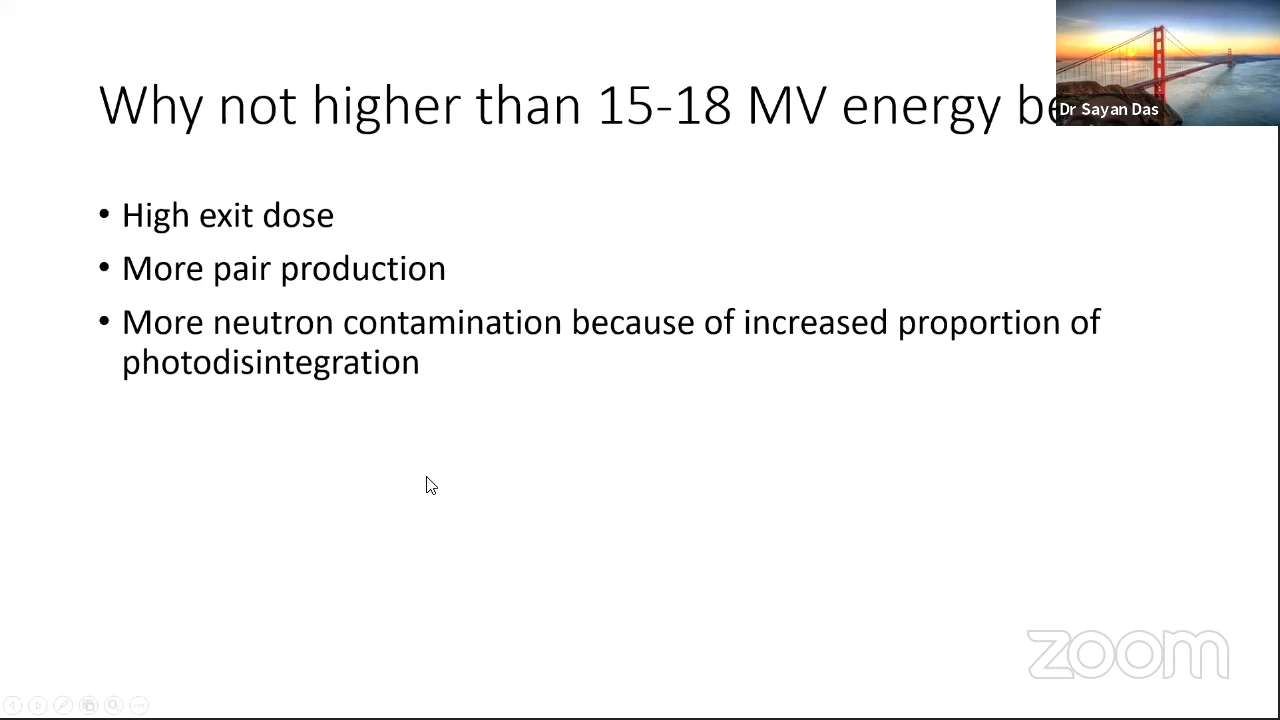 Why not higher than 15-18 MV energy
Dr Sayan Das
• High exit dose
• More pair production
• More neutron contamination because of increased proportion of
photodisintegration
zoom